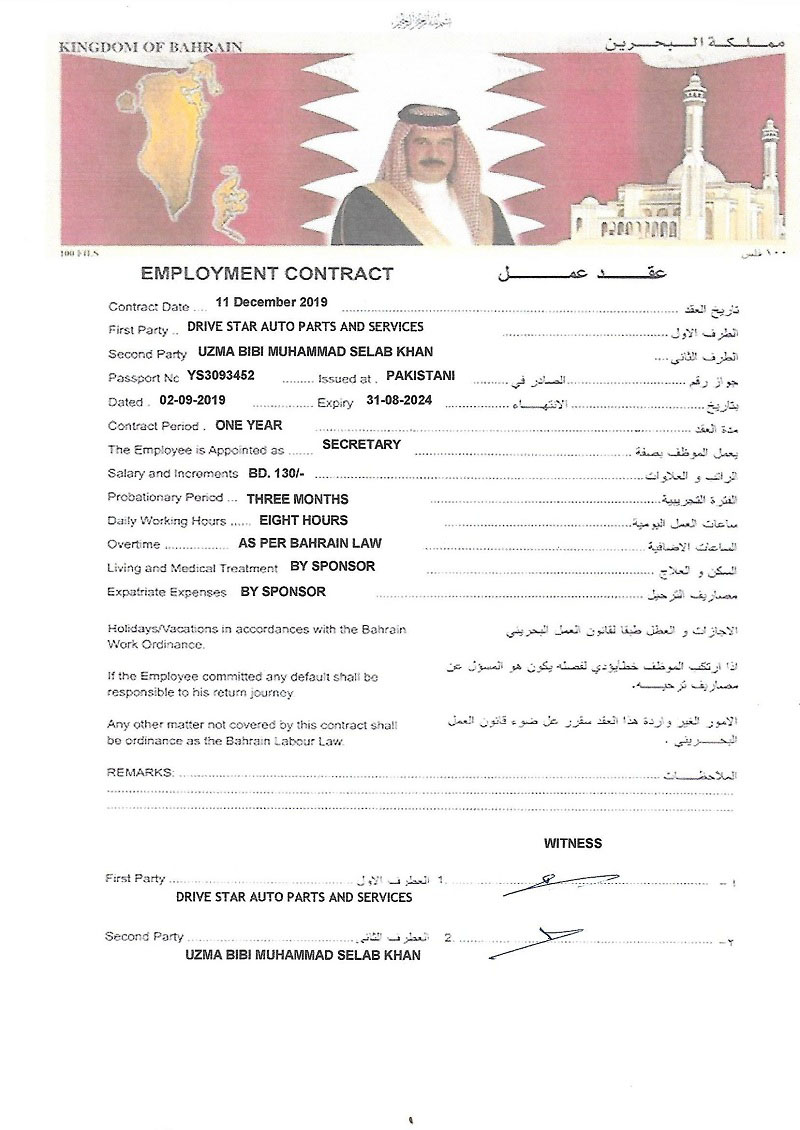 KINGDOM OF BAHRAIN
مملكة البحرين
100 FILS
١٠٠ فلس
EMPLOYMENT CONTRACT عقد عمل
Contract Date .... 11 December 2019 تاريخ العقد
First Party .. DRIVE STAR AUTO PARTS AND SERVICES الطرف الاول
Second Party UZMA BIBI MUHAMMAD SELAB KHAN الطرف الثاني
Passport No YS3093452 Issued at . PAKISTANI الصادر في جواز رقم
Dated . 02-09-2019 Expiry 31-08-2024 الانتهاء بتاريخ
Contract Period . ONE YEAR مدة العقد
The Employee is Appointed as SECRETARY يعمل الموظف بصفة
Salary and Increments BD. 130/- الراتب و العلاوات
Probationary Period ... THREE MONTHS الفترة التجريبية
Daily Working Hours ..... EIGHT HOURS ساعات العمل اليومية
Overtime AS PER BAHRAIN LAW الساعات الاضافية
Living and Medical Treatment BY SPONSOR السكن و العلاج
Expatriate Expenses BY SPONSOR مصاريف الترحيل
Holidays/Vacations in accordances with the Bahrain
Work Ordinance.
الاجازات و العطل طبقا لقانون العمل البحريني
If the Employee committed any default shall be
responsible to his return journey
اذا ارتكب الموظف خطايؤدي لفصله يكون هو المسؤل عن
مصاريف ترحيـه.
Any other matter not covered by this contract shall
be ordinance as the Bahrain Labour Law.
الامور الغير واردة هذا العقد سقرر عل ضوء قانون العمل
البحريني .
REMARKS: الملاحظات
WITNESS
First Party العطرف الاول 1. ١ –
DRIVE STAR AUTO PARTS AND SERVICES
Second Party العطرف الثاني 2. ٢–
UZMA BIBI MUHAMMAD SELAB KHAN